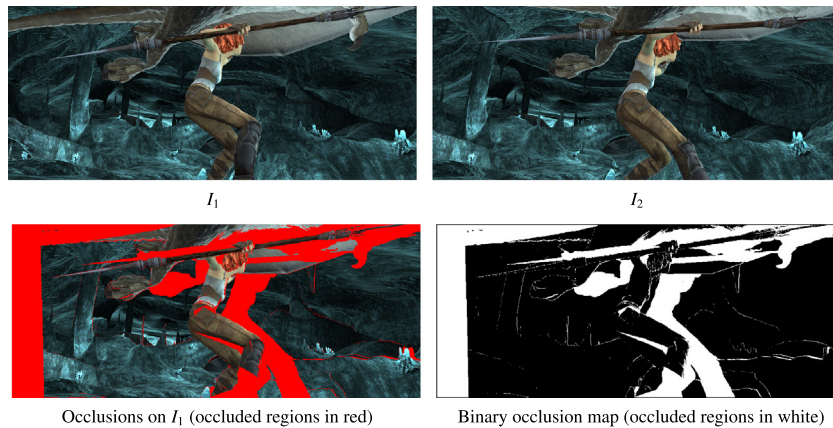 I₁
I₂
Occlusions on I₁ (occluded regions in red)
Binary occlusion map (occluded regions in white)